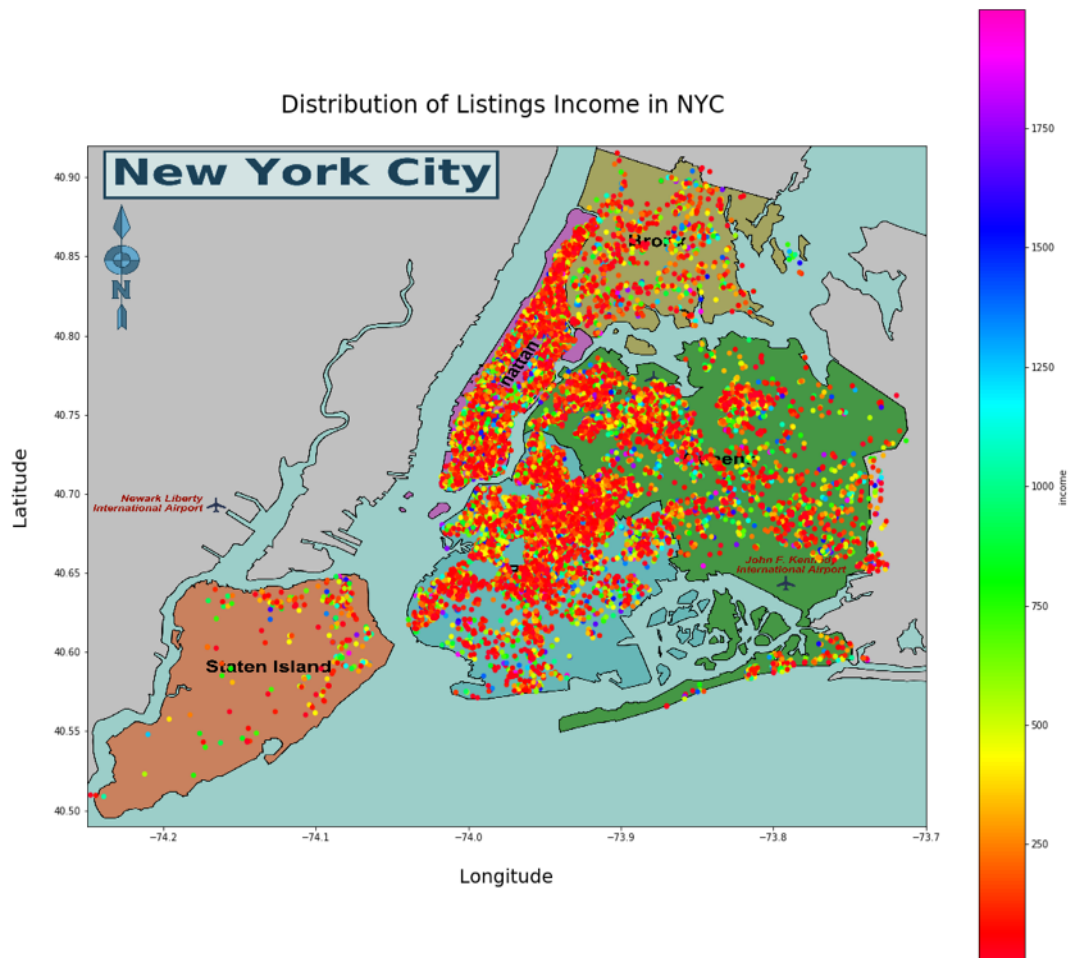 Distribution of Listings Income in NYC
New York City
N
Bronx
nattan
Newark Liberty
International Airport
John F. Kennedy
International Airport
Staten Island
Latitude
40.90
40.85
40.80
40.75
40.70
40.65
40.60
40.55
40.50
−74.2
−74.1
−74.0
−73.9
−73.8
−73.7
Longitude
1750
1500
1250
1000
750
500
250
income